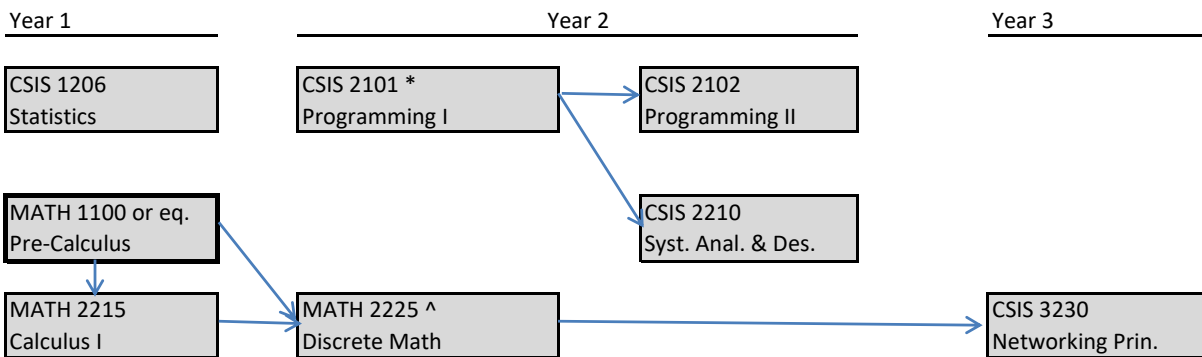 Year 1
Year 2
Year 3
CSIS 1206
Statistics
CSIS 2101 *
Programming I
CSIS 2102
Programming II
MATH 1100 or eq.
Pre-Calculus
CSIS 2210
Syst. Anal. & Des.
MATH 2215
Calculus I
MATH 2225 ^
Discrete Math
CSIS 3230
Networking Prin.